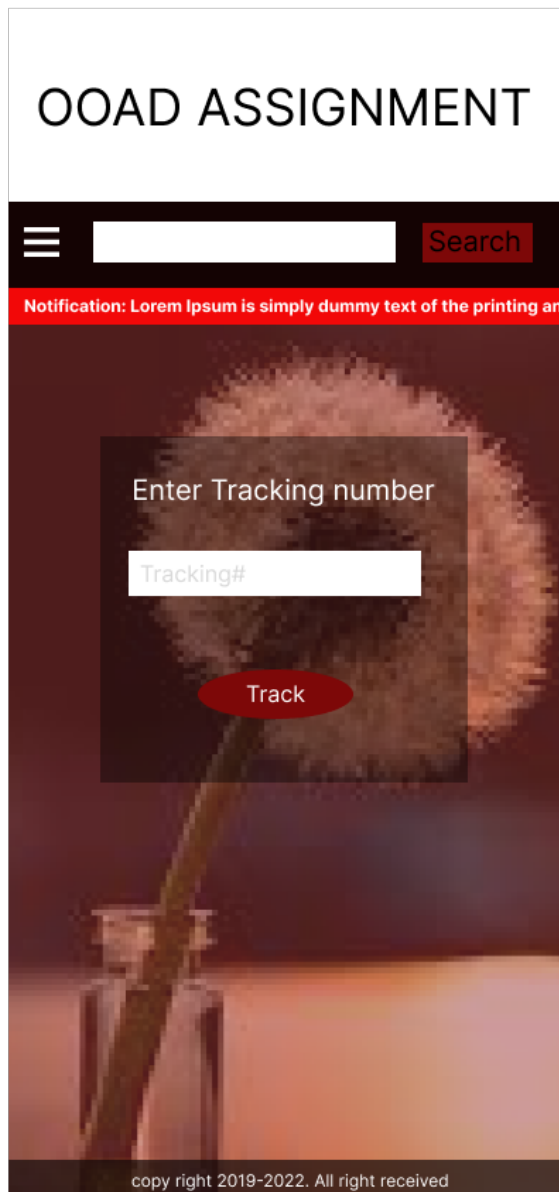 OOAD ASSIGNMENT
Search
Notification: Lorem Ipsum is simply dummy text of the printing
Enter Tracking number
Tracking#
Track
copy right 2019-2022. All right received